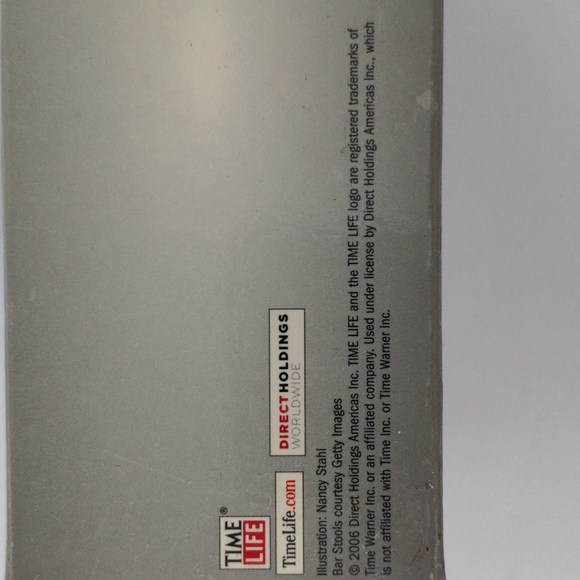 TIME
LIFE®
TimeLife.com
DIRECT HOLDINGS
WORLDWIDE
Illustration: Nancy Stahl
Bar Stools courtesy Getty Images
© 2006 Direct Holdings Americas Inc. TIME LIFE and the TIME LIFE logo are registered trademarks of
Time Warner Inc. or an affiliated company. Used under license by Direct Holdings Americas Inc., which
is not affiliated with Time Inc. or Time Warner Inc.